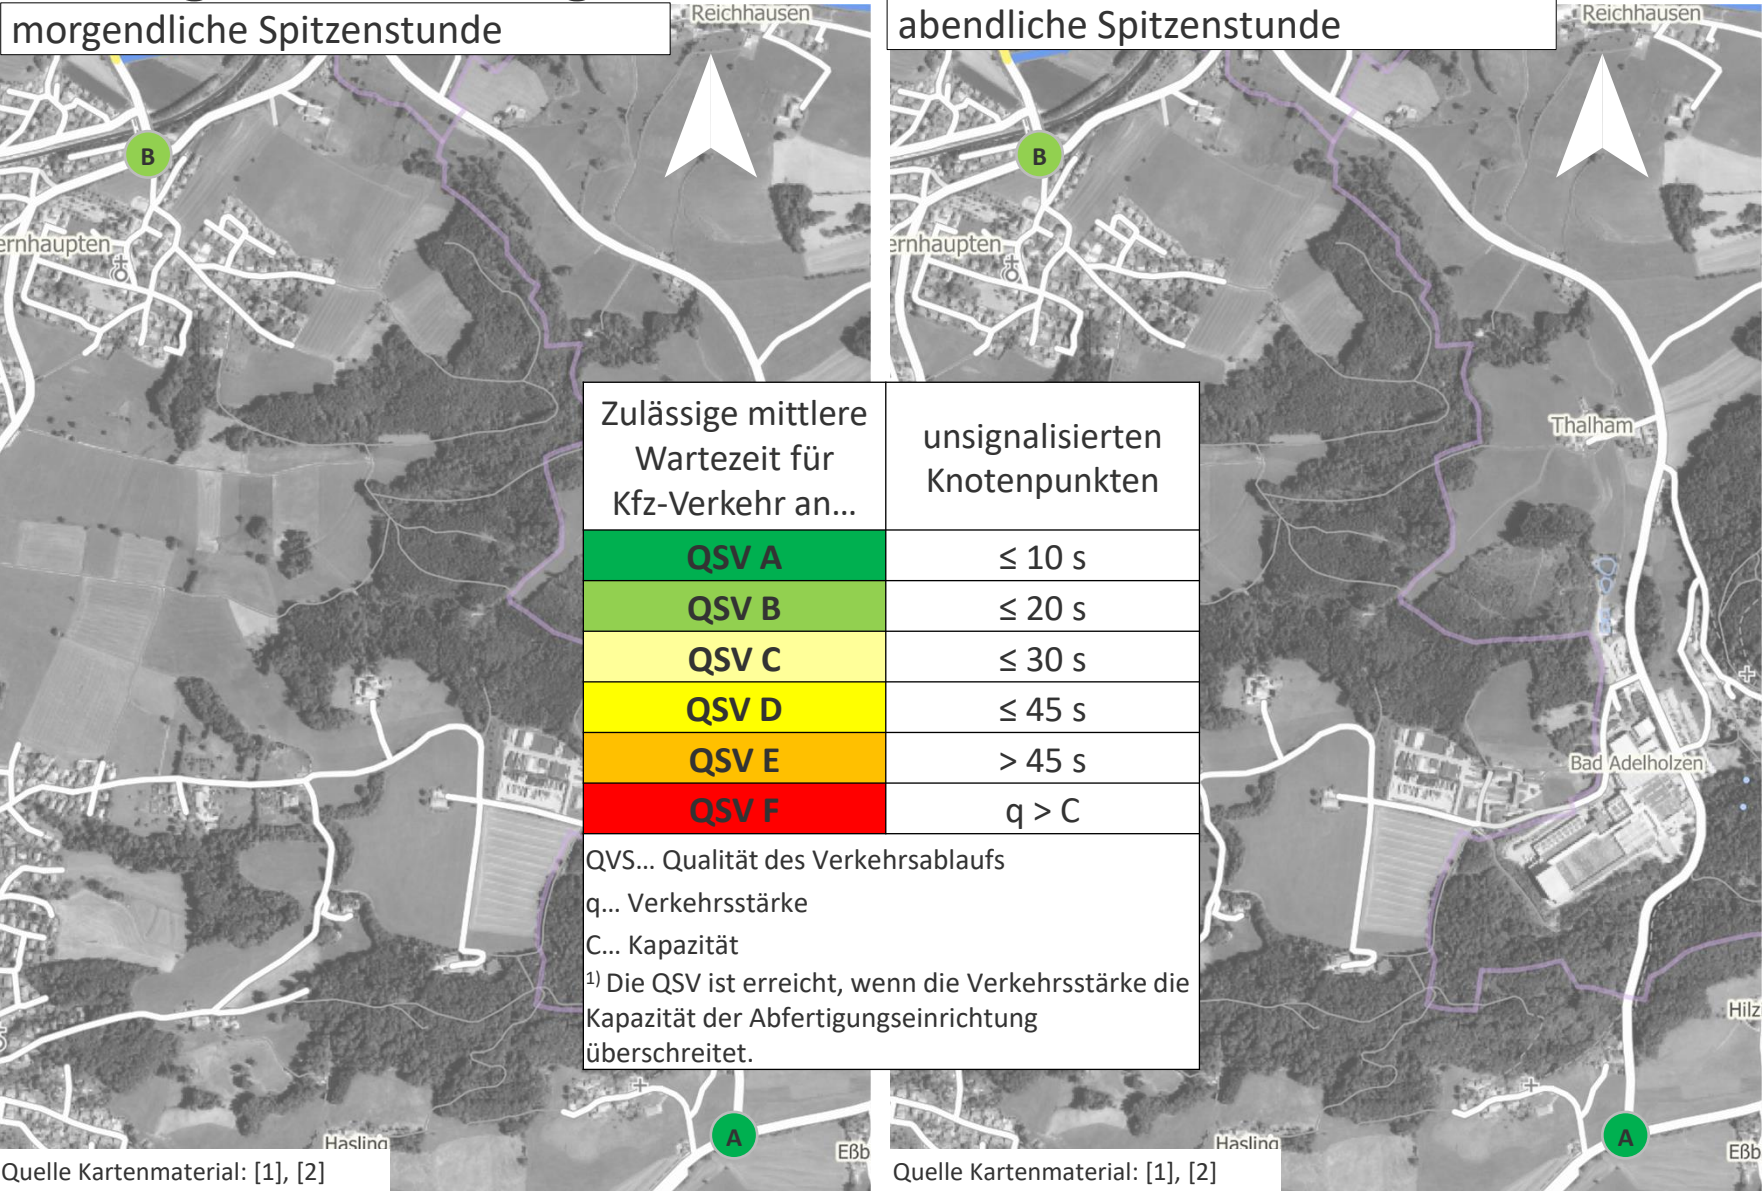 morgendliche Spitzenstunde
abendliche Spitzenstunde
Reichhausen
Reichhausen
B
B
ernhaupten
ernhaupten
Thalham
Zulässige mittlere
Wartezeit für
Kfz-Verkehr an...
unsignalisierten
Knotenpunkten
QSV A
≤ 10 s
QSV B
≤ 20 s
QSV C
≤ 30 s
QSV D
≤ 45 s
QSV E
> 45 s
QSV F
q > C
QVS... Qualität des Verkehrsablaufs
q... Verkehrsstärke
C... Kapazität
1) Die QSV ist erreicht, wenn die Verkehrsstärke die
Kapazität der Abfertigungseinrichtung
überschreitet.
Bad Adelholzen
Hilz
A
A
Hasling
Eßb
Hasling
Eßb
Quelle Kartenmaterial: [1], [2]
Quelle Kartenmaterial: [1], [2]